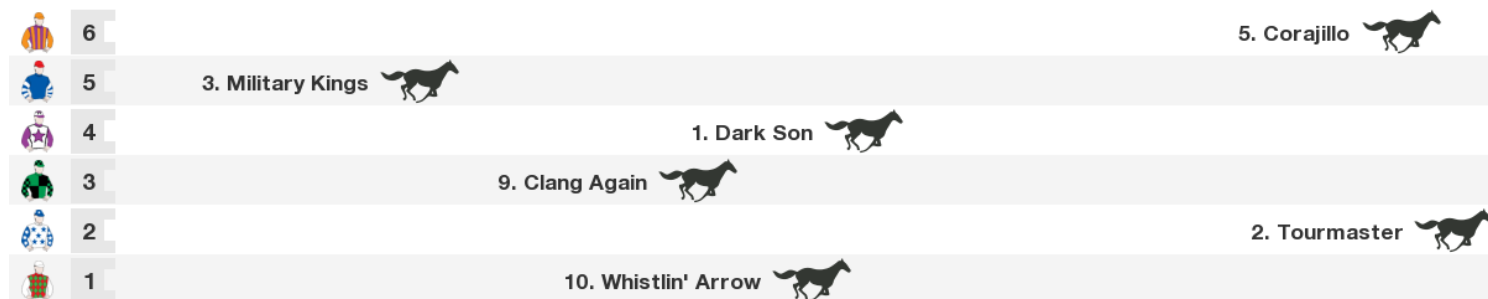 6 5. Corajillo
5 3. Military Kings
4 1. Dark Son
3 9. Clang Again
2 2. Tourmaster
1 10. Whistlin' Arrow